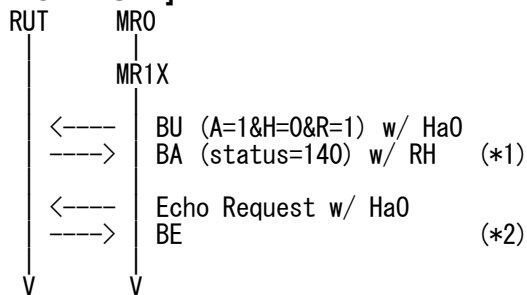 RUT MR0
MR1X
<---- BU (A=1&H=0&R=1) w/ HaO
----> BA (status=140) w/ RH (*1)
<---- Echo Request w/ HaO
----> BE (*2)
V V